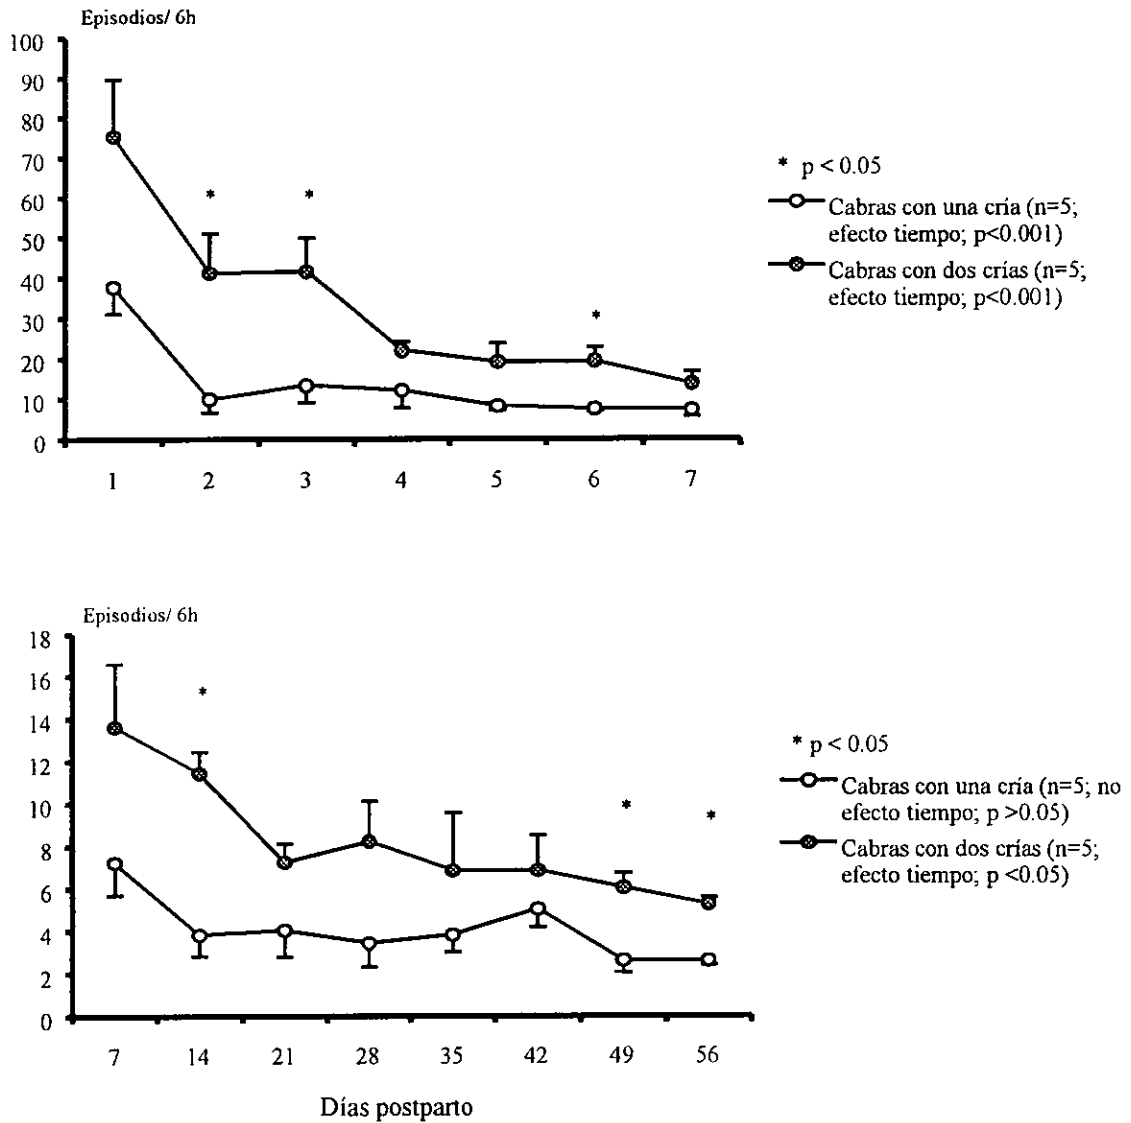 Episodios/ 6h
100
90
80
70
60
50
40
30
20
10
0
* * *
1 2 3 4 5 6 7
* p < 0.05
Cabras con una cría (n=5;
efecto tiempo; p<0.001)
Cabras con dos crías (n=5;
efecto tiempo; p<0.001)
Episodios/ 6h
18
16
14
12
10
8
6
4
2
0
* * *
7 14 21 28 35 42 49 56
Días postparto
* p < 0.05
Cabras con una cría (n=5; no
efecto tiempo; p >0.05)
Cabras con dos crías (n=5;
efecto tiempo; p <0.05)